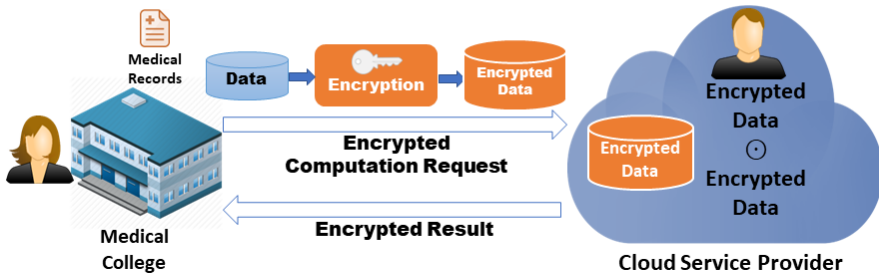 Medical
Records
Data
Encryption
Encrypted
Data
Encrypted
Computation Request
Encrypted Result
Medical
College
Encrypted
Data
Encrypted
Data
⊙
Encrypted
Data
Cloud Service Provider